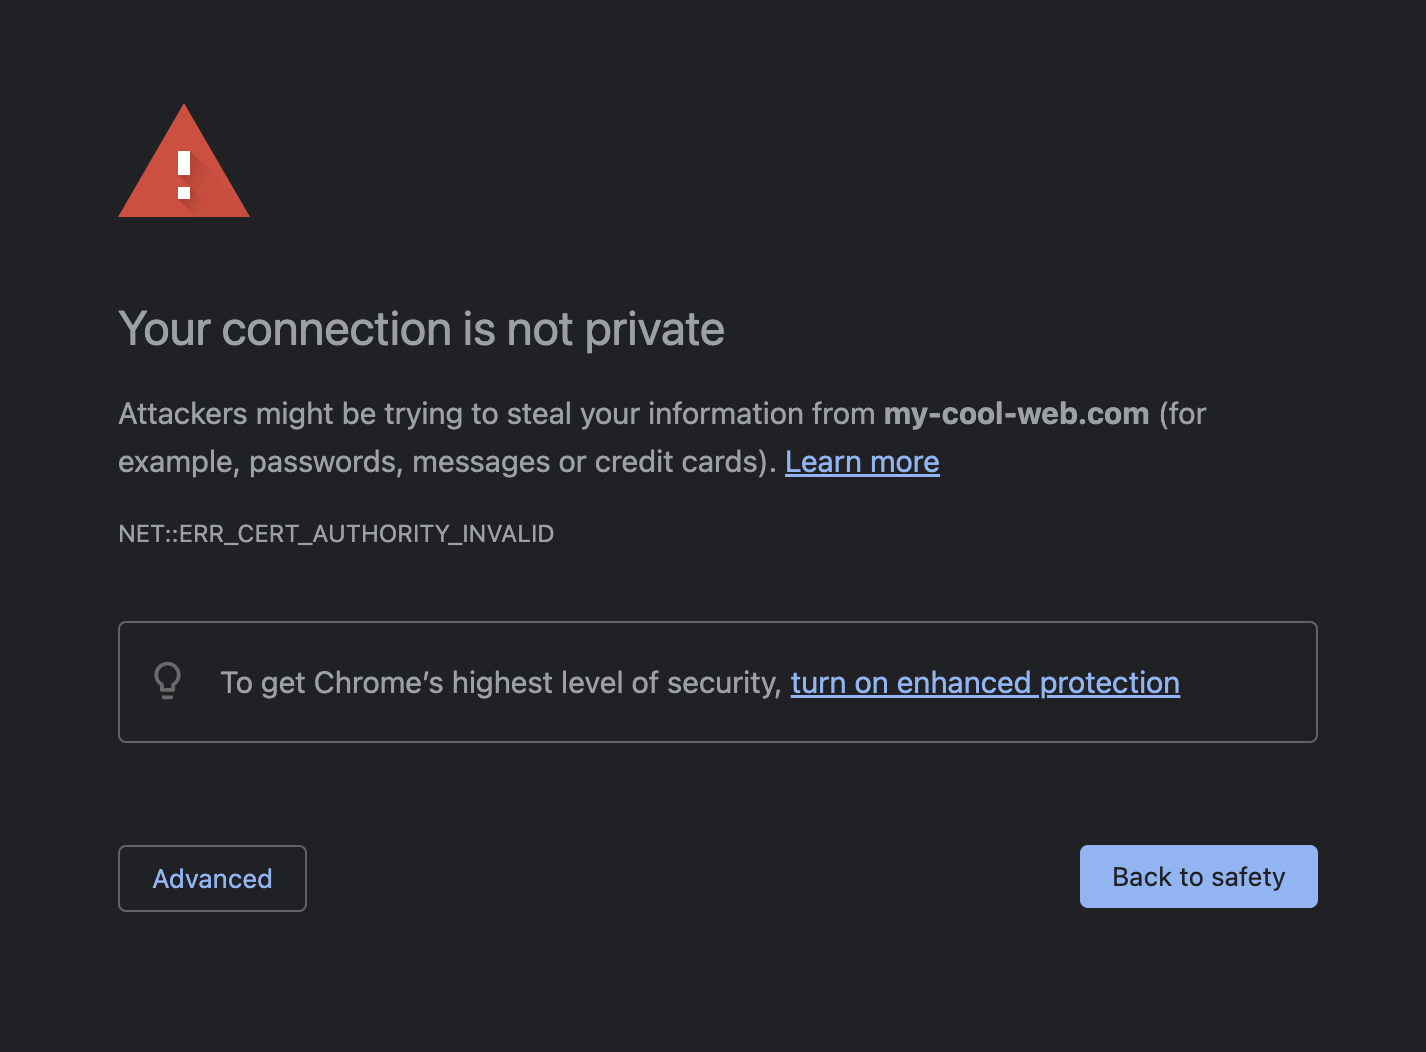 Your connection is not private
Attackers might be trying to steal your information from my-cool-web.com (for
example, passwords, messages or credit cards). Learn more
NET::ERR_CERT_AUTHORITY_INVALID
To get Chrome’s highest level of security, turn on enhanced protection
Advanced
Back to safety